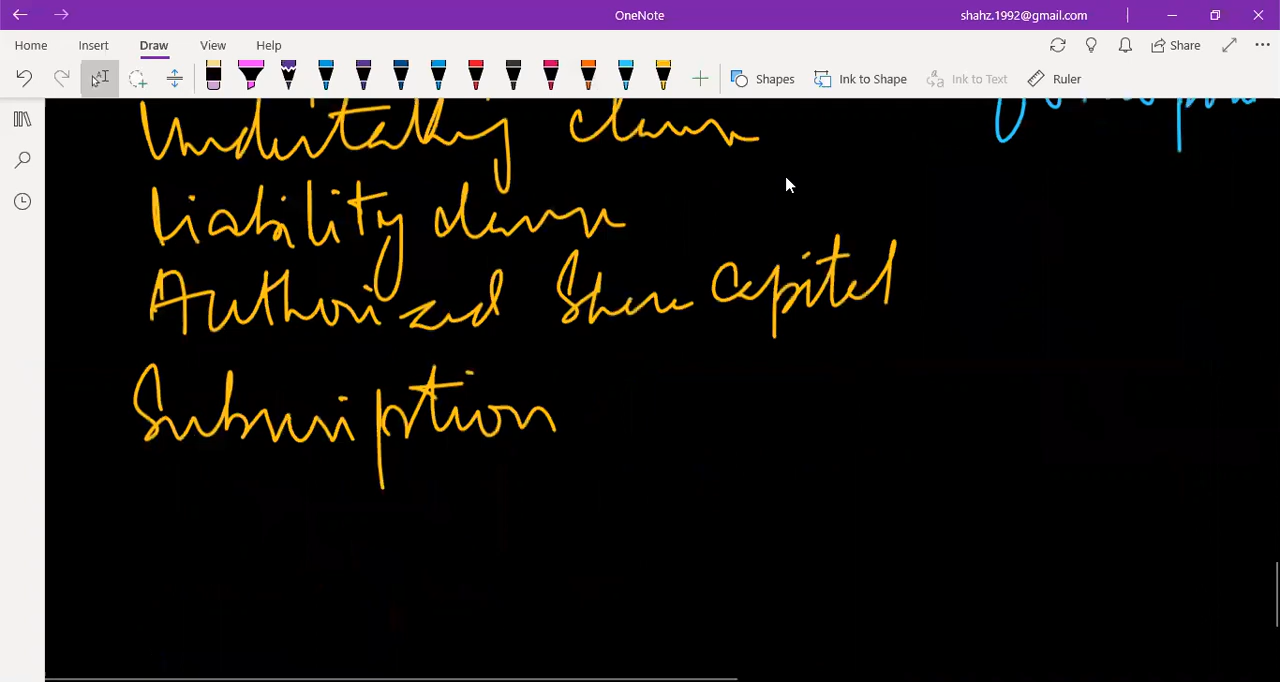 OneNote
shahz.1992@gmail.com
Home Insert Draw View Help
Share
Shapes Ink to Shape Ink to Text Ruler
Undertaking clause
Liability clause
Authorized Share Capital
Subscription